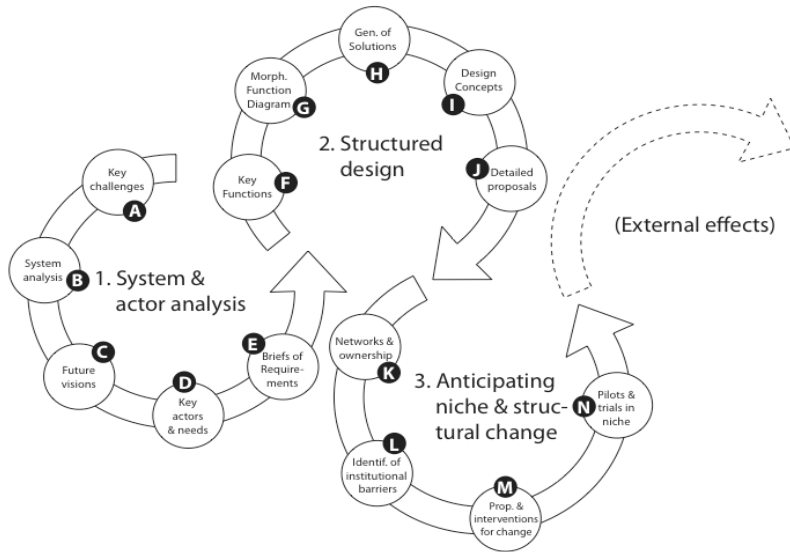 Key
challenges
A
System
analysis
B
1. System &
actor analysis
Future
visions
C
D
Key
actors
& needs
E
Briefs of
Require-
ments
Key
Functions
F
Morph.
Function
Diagram
G
Gen. of
Solutions
H
Design
Concepts
I
2. Structured
design
J
Detailed
proposals
Networks &
ownership
K
3. Anticipating
niche & struc-
tural change
L
Identif. of
institutional
barriers
M
Prop. &
interventions
for change
N
Pilots &
trials in
niche
(External effects)